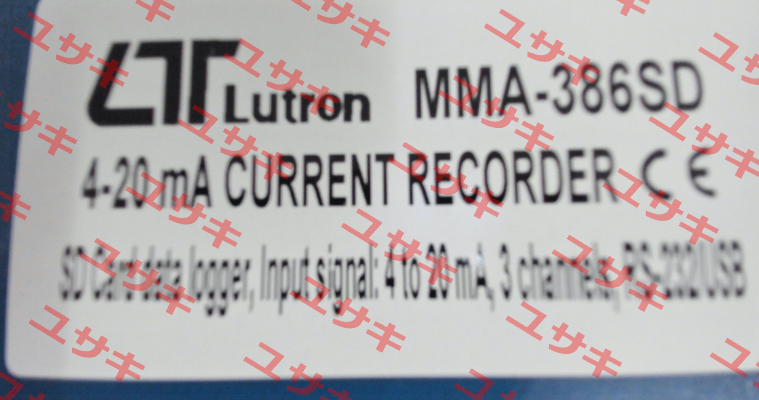 LT Lutron MMA-386SD
4-20 mA CURRENT RECORDER CE
SD Card data logger, Input signal: 4 to 20 mA, 3 channels, RS-232/USB
ユサキ